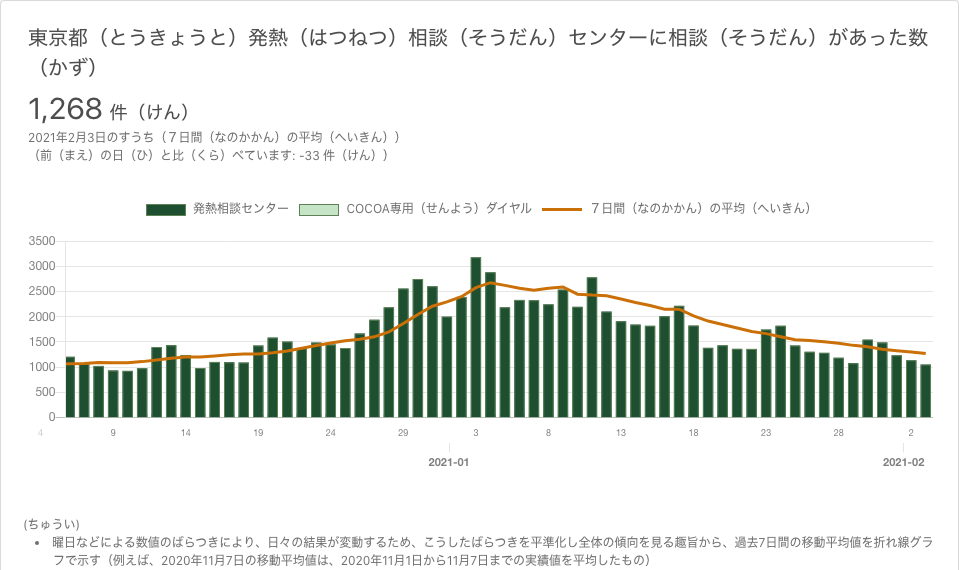 東京都（とうきょうと）発熱（はつねつ）相談（そうだん）センターに相談（そうだん）があった数
（かず）
1,268 件（けん）
2021年2月3日のすうち（７日間（なのかかん）の平均（へいきん））
（前（まえ）の日（ひ）と比（くら）べています: -33 件（けん））
発熱相談センター COCOA専用（せんよう）ダイヤル ７日間（なのかかん）の平均（へいきん）
3500
3000
2500
2000
1500
1000
500
0
4 9 14 19 24 29 3 8 13 18 23 28 2
2021-01 2021-02
(ちゅうい)
• 曜日などによる数値のばらつきにより、日々の結果が変動するため、こうしたばらつきを平準化し全体の傾向を見る趣旨から、過去7日間の移動平均値を折れ線グラ
フで示す（例えば、2020年11月7日の移動平均値は、2020年11月1日から11月7日までの実績値を平均したもの）